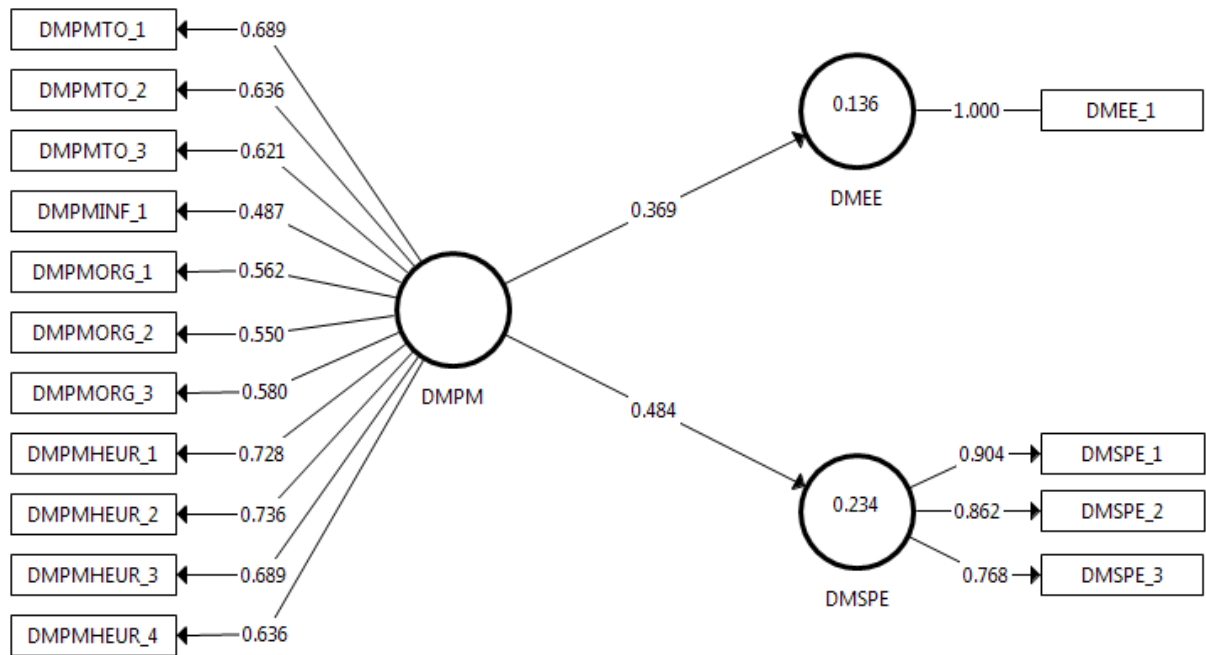 DMPMTO_1
0.689
DMPMTO_2
0.636
DMPMTO_3
0.621
DMPMINF_1
0.487
DMPMORG_1
0.562
DMPMORG_2
0.550
DMPMORG_3
0.580
DMPMHEUR_1
0.728
DMPMHEUR_2
0.736
DMPMHEUR_3
0.689
DMPMHEUR_4
0.636
DMPM
0.369
0.484
0.136
DMEE
1.000
DMEE_1
0.234
DMSPE
0.904
DMSPE_1
0.862
DMSPE_2
0.768
DMSPE_3